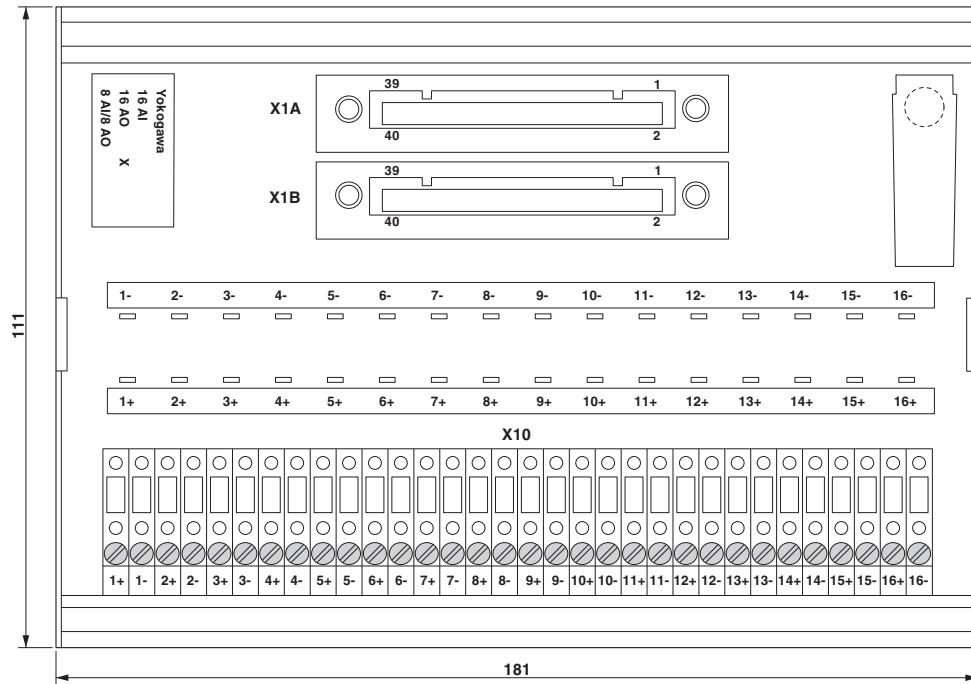 Yokogawa
16 AI
16 AO X
8 AI/8 AO
39 1
X1A
40 2
39 1
X1B
40 2
1- 2- 3- 4- 5- 6- 7- 8- 9- 10- 11- 12- 13- 14- 15- 16-
111
1+ 2+ 3+ 4+ 5+ 6+ 7+ 8+ 9+ 10+ 11+ 12+ 13+ 14+ 15+ 16+
X10
1+ 1- 2+ 2- 3+ 3- 4+ 4- 5+ 5- 6+ 6- 7+ 7- 8+ 8- 9+ 9- 10+ 10- 11+ 11- 12+ 12- 13+ 13- 14+ 14- 15+ 15- 16+ 16-
181